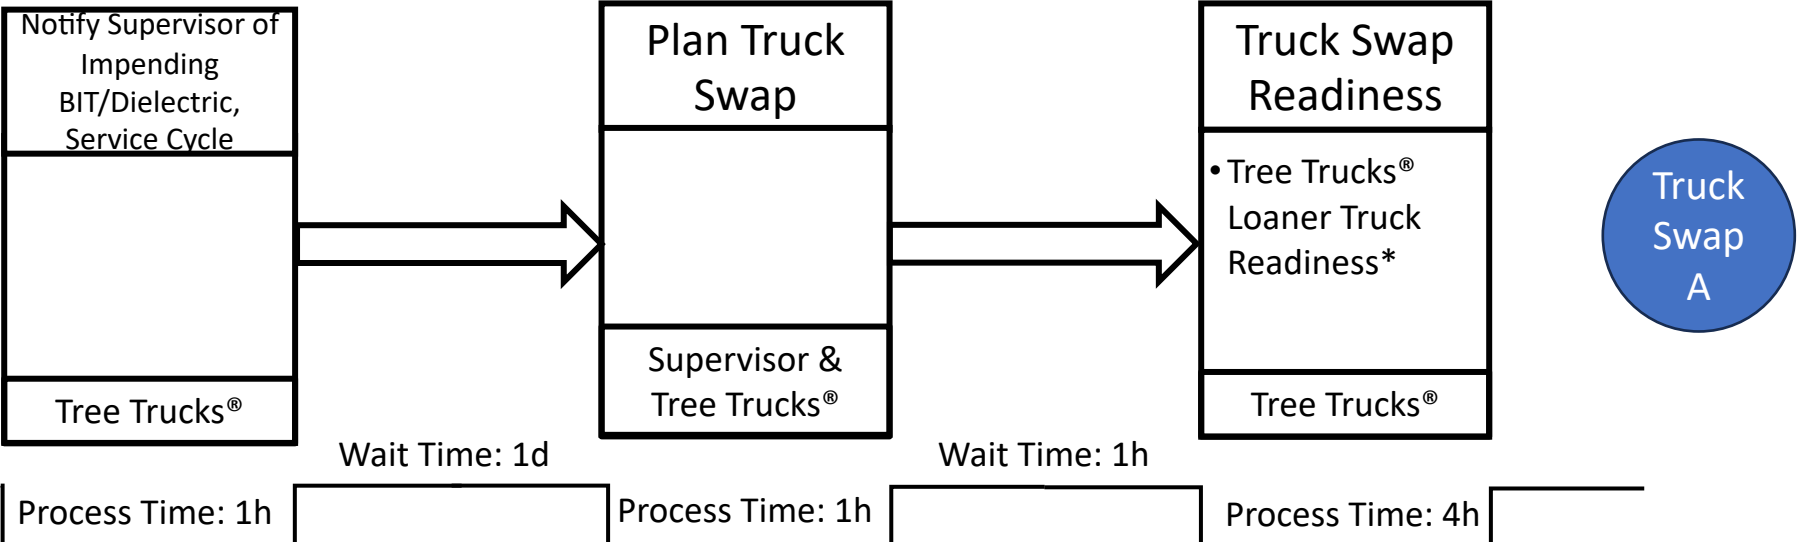 Notify Supervisor of
Impending
BIT/Dielectric,
Service Cycle
Tree Trucks®
Plan Truck
Swap
Supervisor &
Tree Trucks®
Truck Swap
Readiness
• Tree Trucks®
Loaner Truck
Readiness*
Tree Trucks®
Truck
Swap
A
Wait Time: 1d
Wait Time: 1h
Process Time: 1h
Process Time: 1h
Process Time: 4h